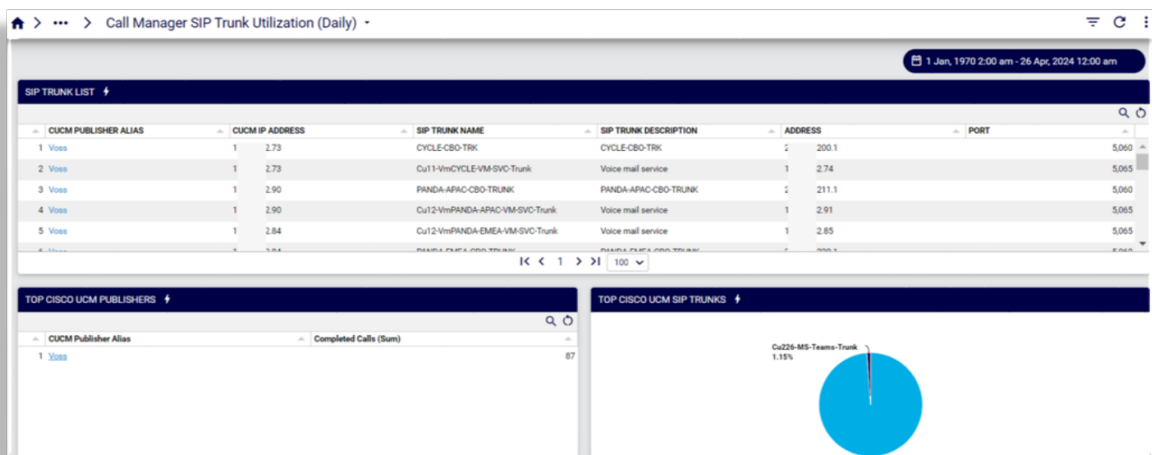 Call Manager SIP Trunk Utilization (Daily)
1 Jan, 1970 2:00 am - 26 Apr, 2024 12:00 am
SIP TRUNK LIST
CUCM PUBLISHER ALIAS CUCM IP ADDRESS SIP TRUNK NAME SIP TRUNK DESCRIPTION ADDRESS PORT
1 Voss 1 2.73 CYCLE-CBO-TRK CYCLE-CBO-TRK 2 200.1 5,060
2 Voss 1 2.73 Cu11-VmCYCLE-VM-SVC-Trunk Voice mail service 1 2.74 5,065
3 Voss 1 2.90 PANDA-APAC-CBO-TRUNK PANDA-APAC-CBO-TRUNK 2 211.1 5,060
4 Voss 1 2.90 Cu12-VmPANDA-APAC-VM-SVC-Trunk Voice mail service 1 2.91 5,065
5 Voss 1 2.84 Cu12-VmPANDA-EMEA-VM-SVC-Trunk Voice mail service 1 2.85 5,065
1 100
TOP CISCO UCM PUBLISHERS
CUCM Publisher Alias Completed Calls (Sum)
1 Voss 87
TOP CISCO UCM SIP TRUNKS
Cu226-MS-Teams-Trunk
1.15%